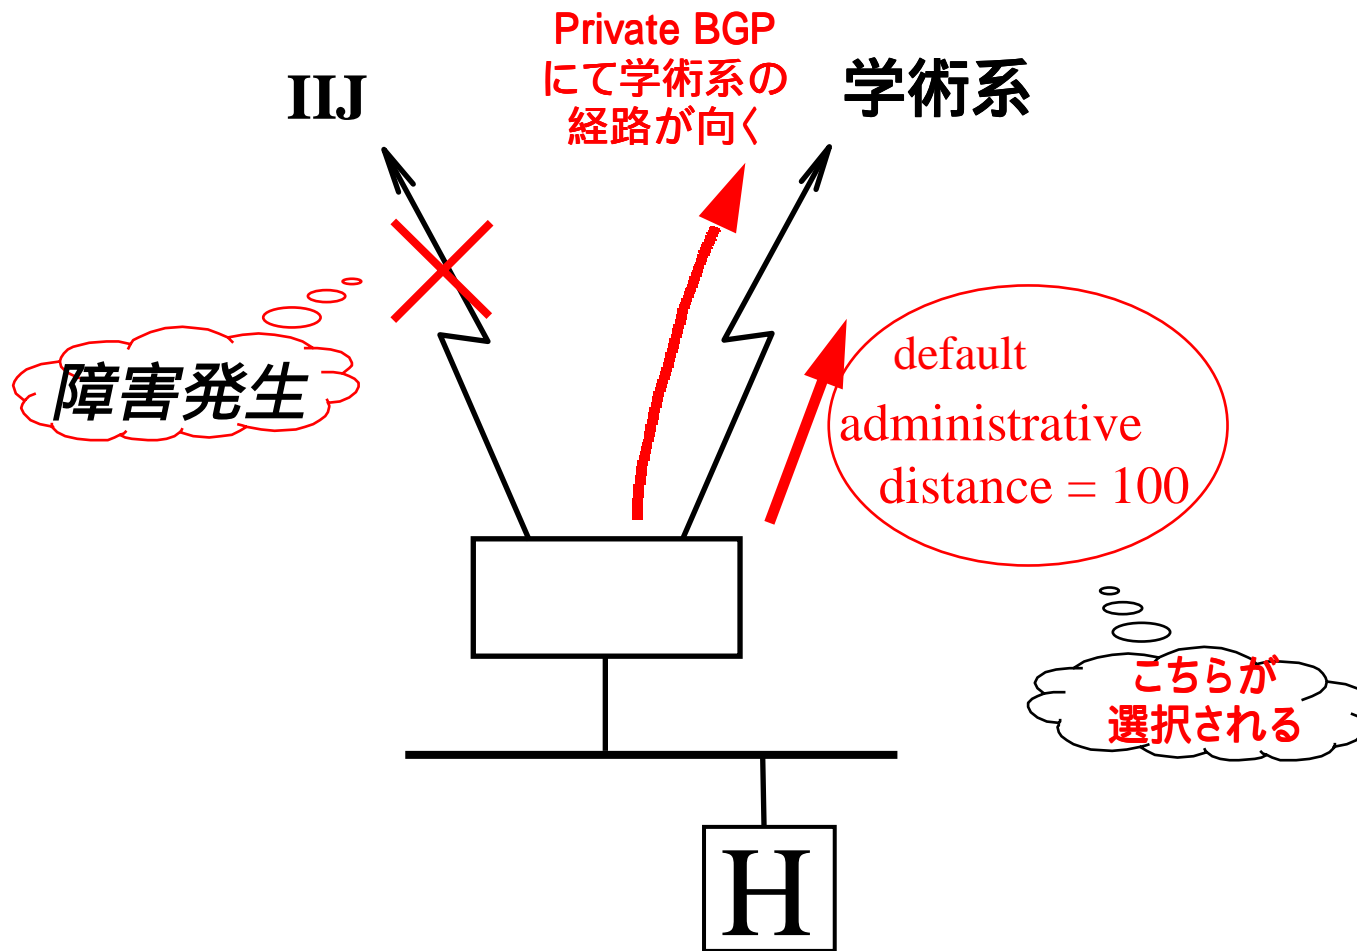 Private BGP
にて学術系の
経路が向く
IIJ
学術系
障害発生
default
administrative
distance = 100
こちらが
選択される
H